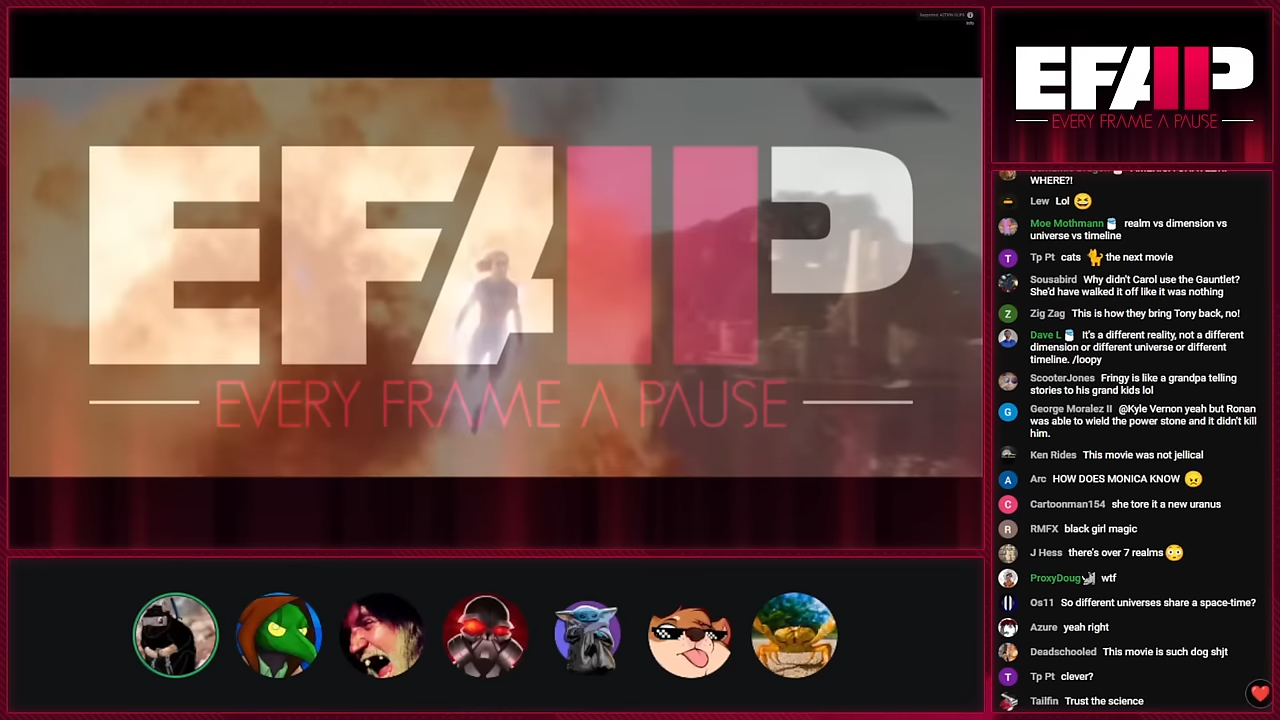 Supported: ACTION CLIPS
Info
EFAP
EVERY FRAME A PAUSE
EFAP
EVERY FRAME A PAUSE
WHERE?!
Lew Lol
Moe Mothmann realm vs dimension vs
universe vs timeline
T
Tp Pt cats the next movie
Sousabird Why didn't Carol use the Gauntlet?
She'd have walked it off like it was nothing
Z
Zig Zag This is how they bring Tony back, no!
Dave L It's a different reality, not a different
dimension or different universe or different
timeline. /loopy
ScooterJones Fringy is like a grandpa telling
stories to his grand kids lol
G
George Moralez II @Kyle Vernon yeah but Ronan
was able to wield the power stone and it didn't kill
him.
Ken Rides This movie was not jellical
A
Arc HOW DOES MONICA KNOW
C
Cartoonman154 she tore it a new uranus
R
RMFX black girl magic
J Hess there's over 7 realms
ProxyDoug wtf
Os11 So different universes share a space-time?
Azure yeah right
Deadschooled This movie is such dog shjt
T
Tp Pt clever?
Tailfin Trust the science